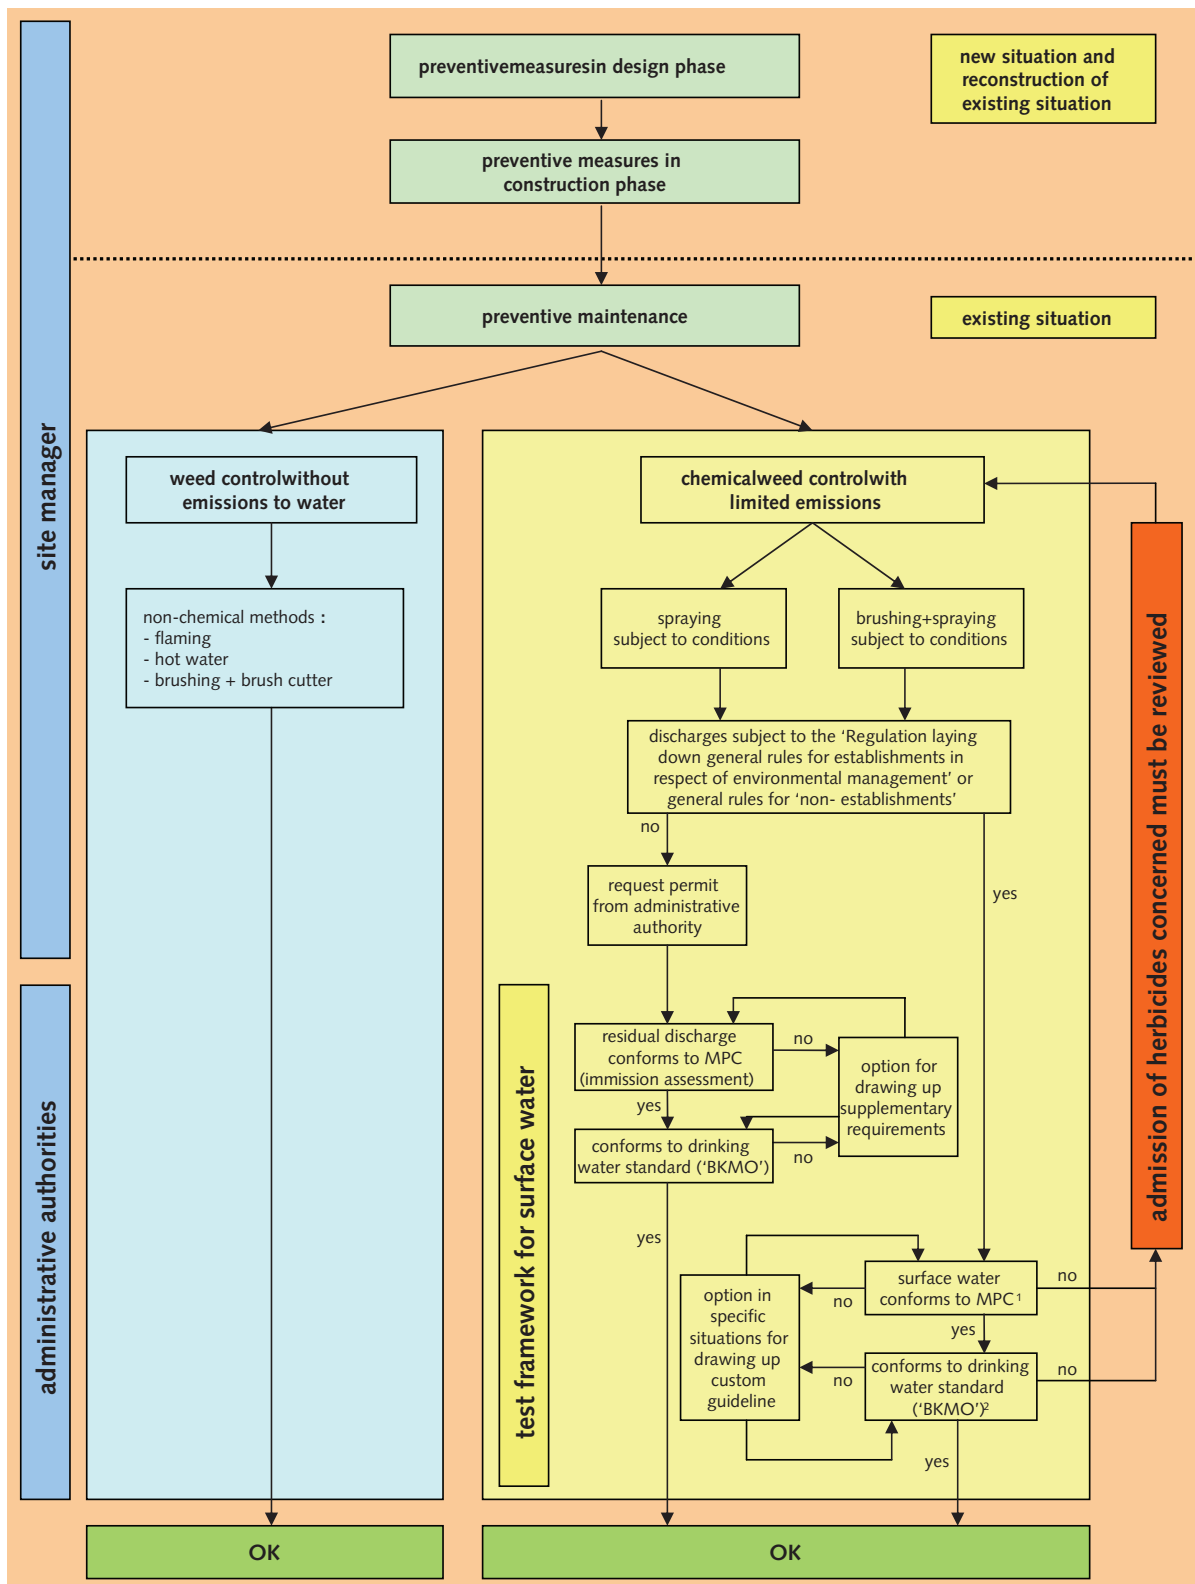 preventivemeasuresin design phase
new situation and
reconstruction of
existing situation
preventive measures in
construction phase
preventive maintenance
existing situation
site manager
weed controlwithout
emissions to water
chemicalweed controlwith
limited emissions
non-chemical methods :
- flaming
- hot water
- brushing + brush cutter
spraying
subject to conditions
brushing+spraying
subject to conditions
admission of herbicides concerned must be reviewed
discharges subject to the ‘Regulation laying
down general rules for establishments in
respect of environmental management’ or
general rules for ‘non- establishments’
no
yes
request permit
from administrative
authority
administrative authorities
test framework for surface water
residual discharge
conforms to MPC
(immission assessment)
no
option for
drawing up
supplementary
requirements
yes
conforms to drinking
water standard (‘BKMO’)
no
yes
surface water
conforms to MPC¹
no
no
option in
specific
situations for
drawing up
custom
guideline
yes
conforms to drinking
water standard
(‘BKMO’)²
no
no
yes
OK
OK